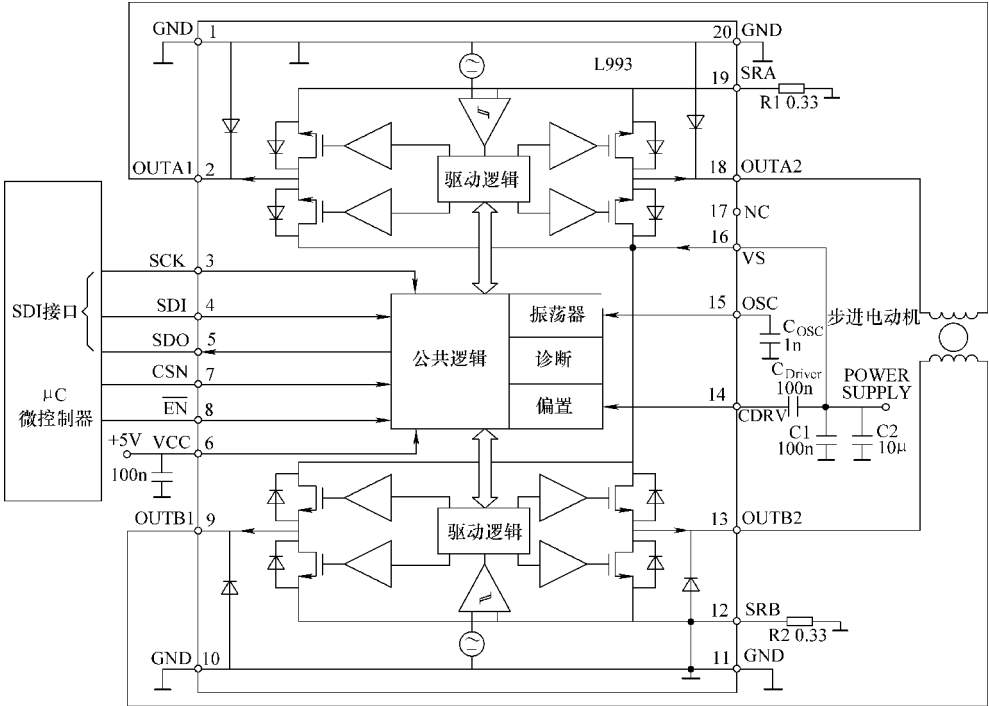 GND 1
20 GND
L993
19 SRA
R1 0.33
OUTA1 2
驱动逻辑
18 OUTA2
17 NC
16 VS
SCK 3
SDI接口
SDI 4
SDO 5
CSN 7
EN 8
μC
微控制器
+5V
VCC 6
100n
公共逻辑
振荡器
诊断
偏置
15 OSC
COSC
1n
步进电动机
CDriver
100n
14 CDRV
POWER
SUPPLY
C1
100n
C2
10μ
OUTB1 9
驱动逻辑
13 OUTB2
12 SRB
R2 0.33
GND 10
11 GND